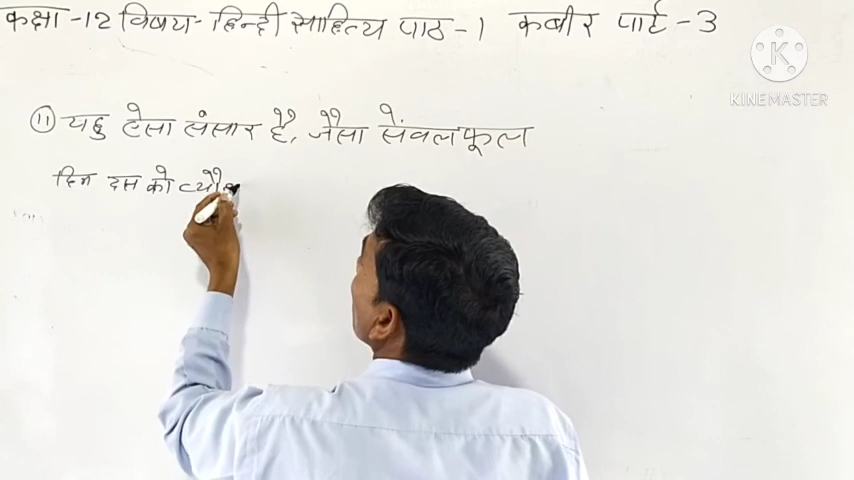 कक्षा -12 विषय- हिन्दी साहित्य पाठ -1 कबीर पार्ट -3
K
KINEMASTER
(11) यहु ऐसा संसार है, जैसा सेंवल फूल
दिन दस को व्यौ